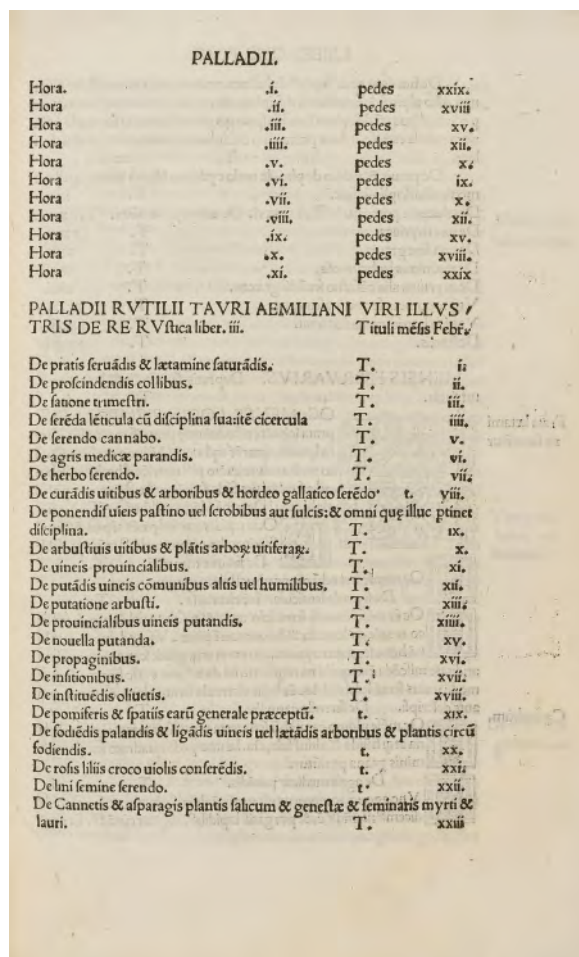 PALLADII.
Hora. .i. pedes xxix.
Hora .ii. pedes xviii
Hora .iii. pedes xv.
Hora .iiii. pedes xii.
Hora .v. pedes x.
Hora .vi. pedes ix.
Hora .vii. pedes x.
Hora .viii. pedes xii.
Hora .ix. pedes xv.
Hora .x. pedes xviii.
Hora .xi. pedes xxix
PALLADII RVTILII TAVRI AEMILIANI VIRI ILLVS /
TRIS DE RE RVſtica liber. iii. Tituli mēſis Febr̄.
De pratis ſeruādis & lætamine ſaturādis. T. i.
De proſcindendis collibus. T. ii.
De ſatione trimeſtri. T. iii.
De ſerēda lēticula cū diſciplina ſua:itē cicercula T. iiii.
De ſerendo cannabo. T. v.
De agris medicæ parandis. T. vi.
De herbo ſerendo. T. vii.
De curādis uitibus & arboribus & hordeo gallatico ſerēdo· t. viii.
De ponendiſ uieis paſtino uel ſcrobibus aut ſulcis:& omni quę illuc ꝑtinet
diſciplina. T. ix.
De arbuſtiuis uitibus & plātis arboꝝ uitiferaꝝ. T. x.
De uineis prouincialibus. T. xi.
De putādis uineis cōmunibus altis uel humilibus. T. xii.
De putatione arbuſti. T. xiii.
De prouincialibus uineis putandis. T. xiiii.
De nouella putanda. T. xv.
De propaginibus. T. xvi.
De inſitionibus. T. xvii.
De inſtituēdis oliuetis. T. xviii.
De pomiferis & ſpatiis earū generale præceptū. t. xix.
De fodiēdis palandis & ligādis uineis uel lætādis arboribus & plantis circū
fodiendis. t. xx.
De roſis liliis croco uiolis conſerēdis. t. xxi.
De lini ſemine ſerendo. t. xxii.
De Cannetis & aſparagis plantis ſalicum & geneſtæ & ſeminariis myrti &
lauri. T. xxiii